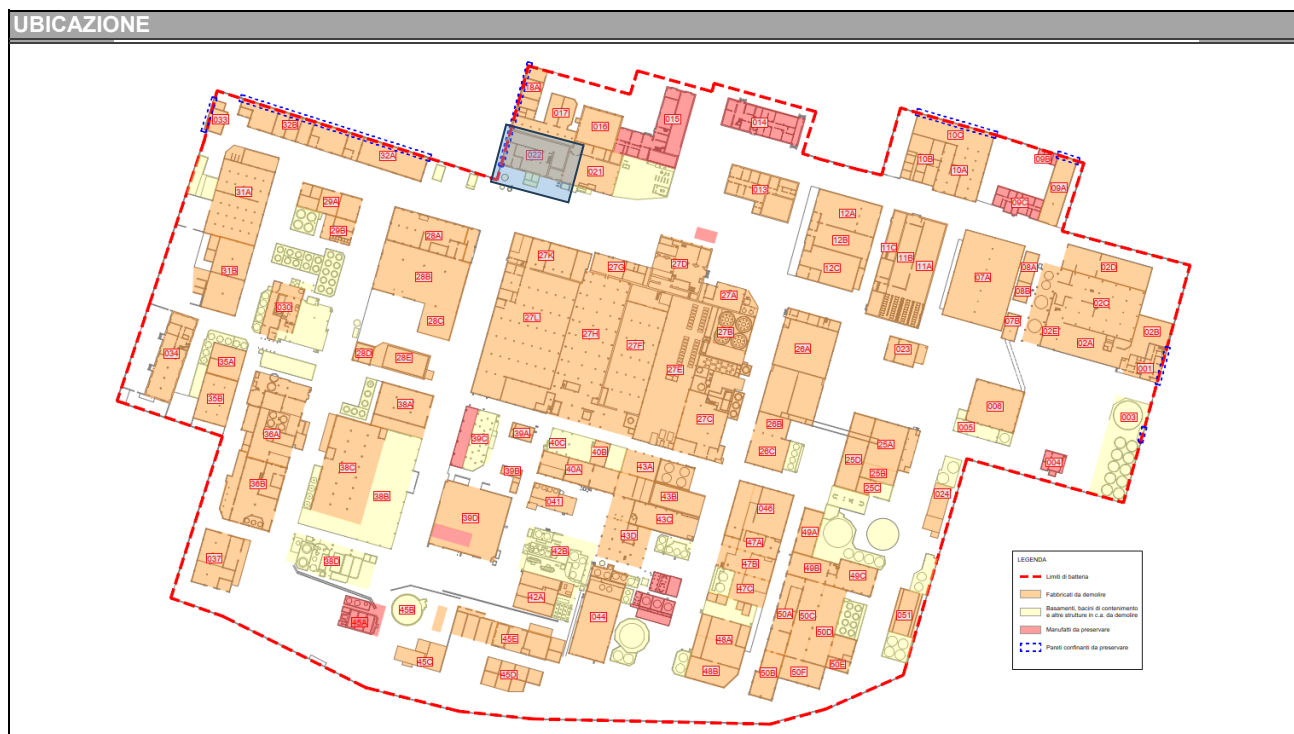 UBICAZIONE
18A
017
016
015
014
033
32B
32A
022
021
013
10C
10B
10A
09B
09A
09C
31A
29A
29B
28A
12A
12B
12C
11C
11B
11A
07A
08A
08B
07B
02D
02C
02E
02A
02B
001
31B
030
28B
28C
27K
27G
27D
27A
27L
27H
27F
27B
27E
27C
26A
26B
26C
023
034
35A
35B
28D
28E
38A
39C
39A
39B
40C
40B
40A
43A
006
005
003
004
25A
25D
25B
25C
024
36A
36B
38C
38B
39D
041
43B
43C
43D
046
47A
47B
47C
49A
49B
49C
037
38D
42B
42A
044
45B
45E
45C
45D
48A
48B
50A
50C
50D
50E
50B
50F
051
LEGENDA
Limiti di batteria
Fabbricati da demolire
Basamenti, bacini di contenimento
e altre strutture in c.a. da demolire
Manufatti da preservare
Pareti confinanti da preservare